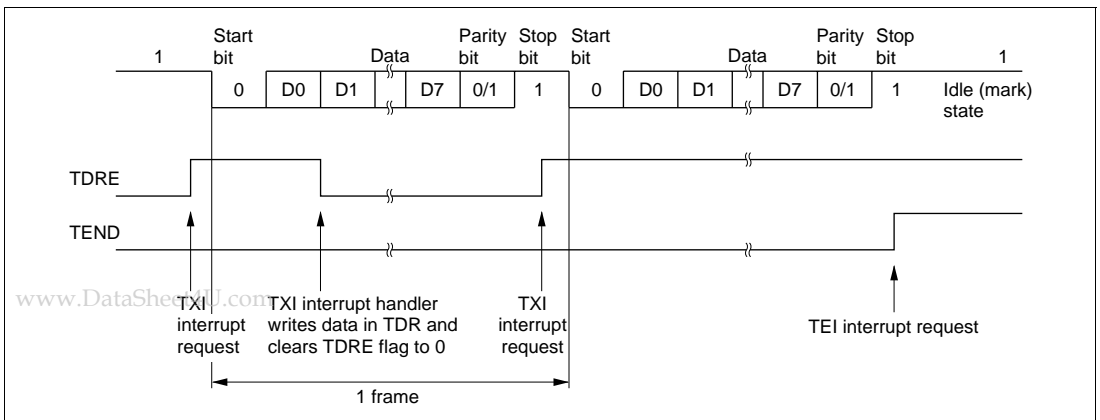 Start bit
Data
Parity bit
Stop bit
Start bit
Data
Parity bit
Stop bit
1
1
0
D0
D1
D7
0/1
1
0
D0
D1
D7
0/1
1
Idle (mark)
state
TDRE
TEND
www.DataSheet4U.com
TXI
interrupt
request
TXI interrupt handler
writes data in TDR and
clears TDRE flag to 0
TXI
interrupt
request
TEI interrupt request
1 frame